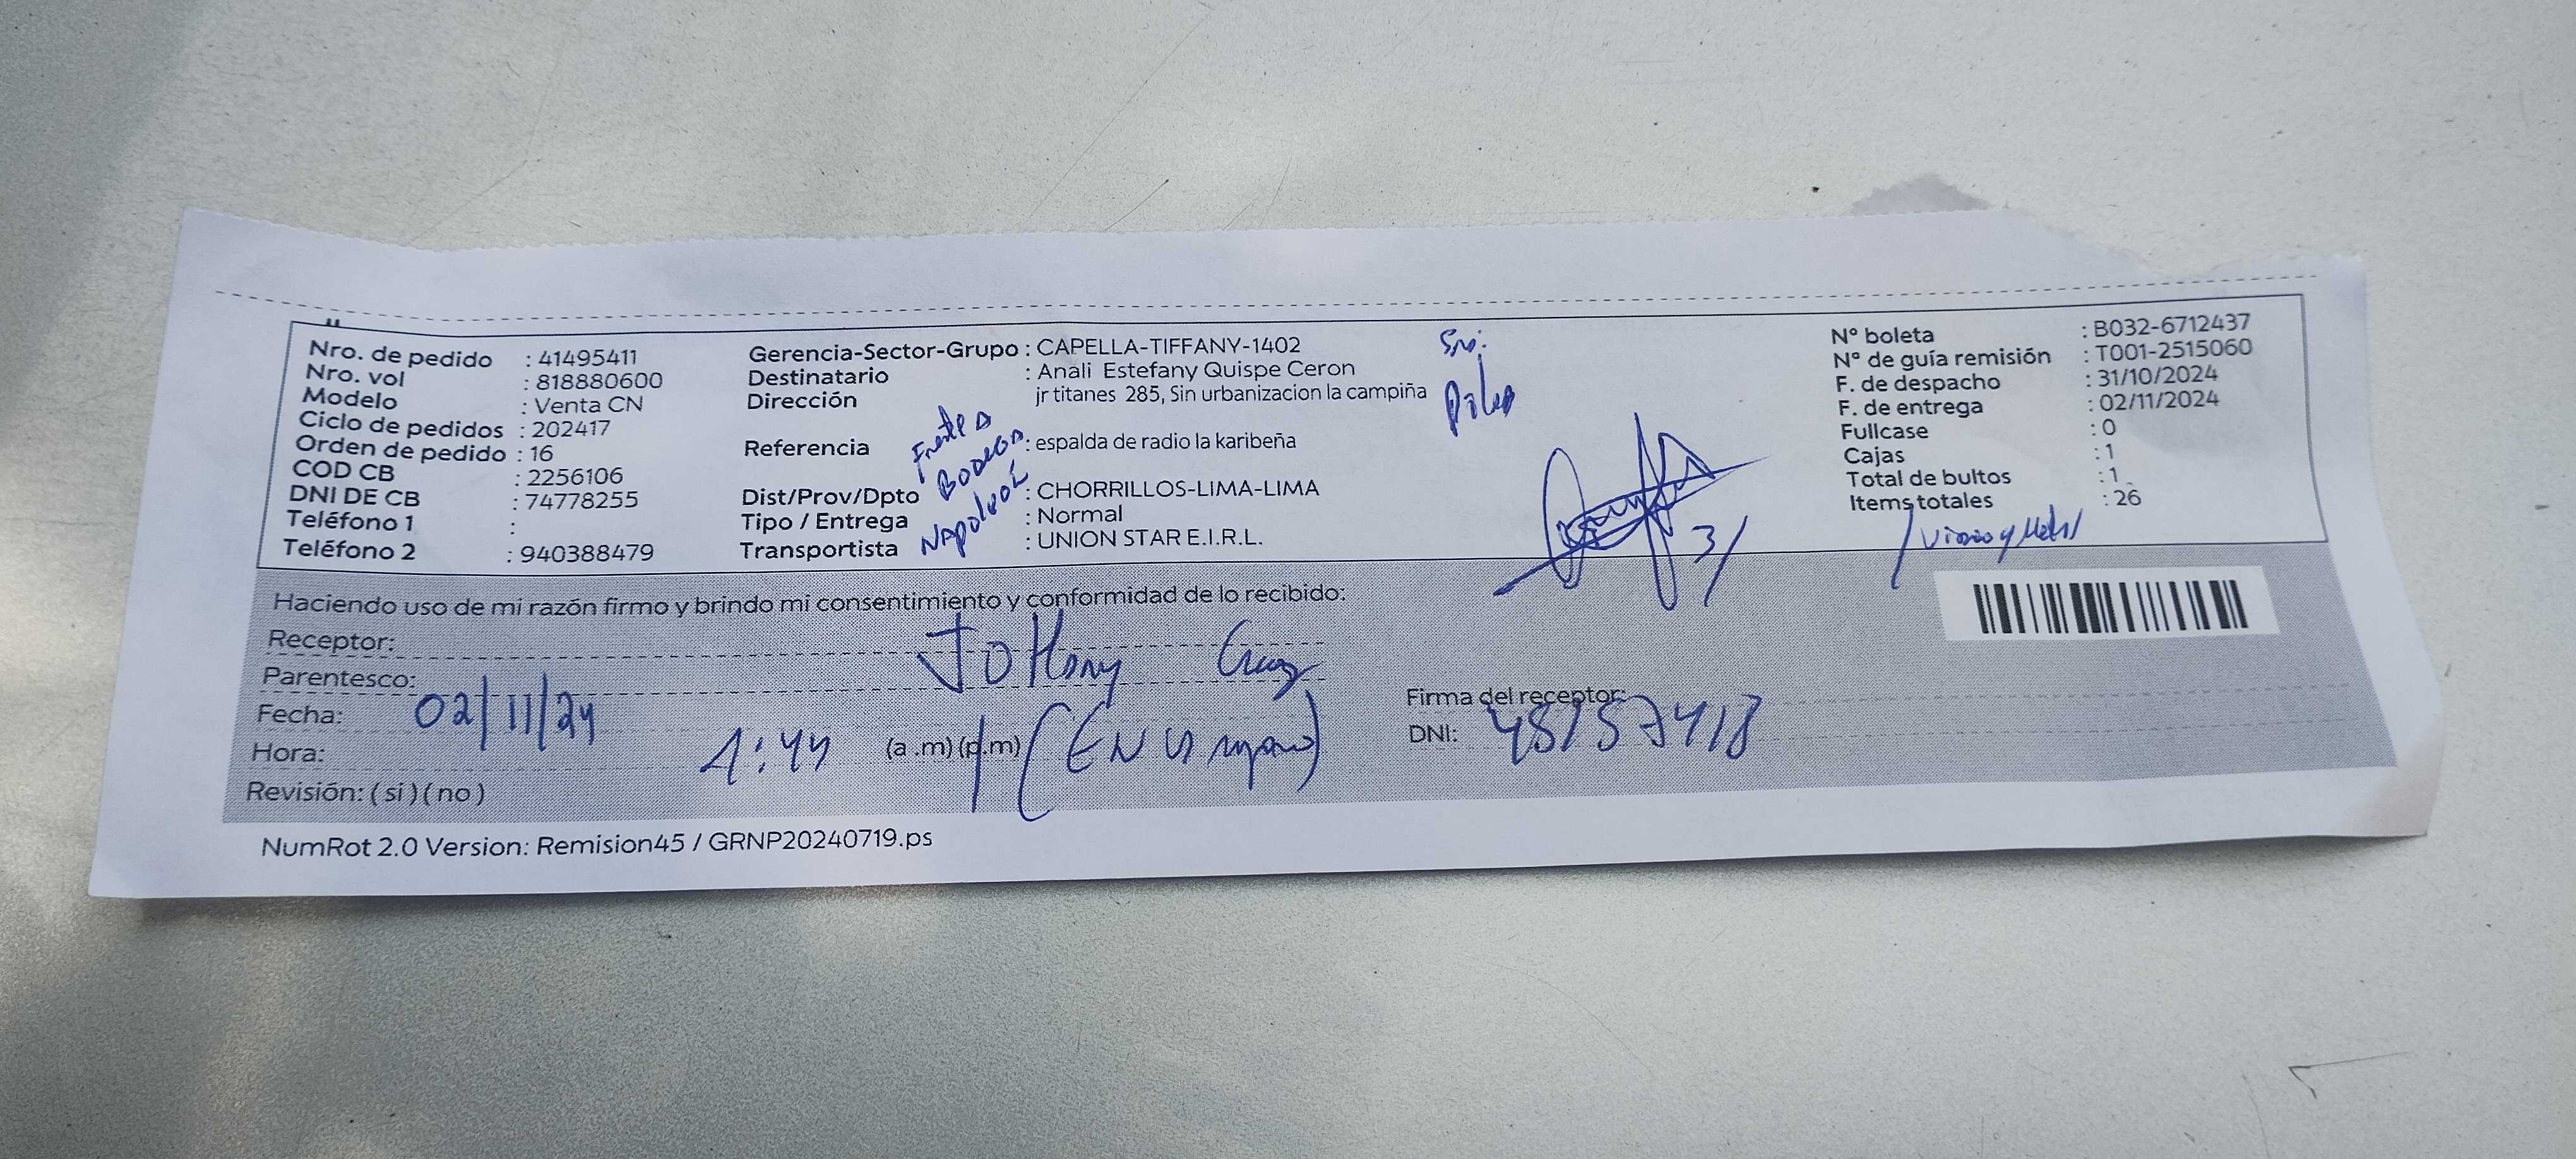 Nro. de pedido : 41495411
Nro. vol : 818880600
Modelo : Venta CN
Ciclo de pedidos : 202417
Orden de pedido : 16
COD CB : 2256106
DNI DE CB : 74778255
Teléfono 1 :
Teléfono 2 : 940388479
Gerencia-Sector-Grupo : CAPELLA-TIFFANY-1402
Destinatario : Anali Estefany Quispe Ceron
Dirección jr titanes 285, Sin urbanizacion la campiña
Referencia : espalda de radio la karibeña
Dist/Prov/Dpto : CHORRILLOS-LIMA-LIMA
Tipo / Entrega : Normal
Transportista : UNION STAR E.I.R.L.
Frente A
BODEGA
Nº boleta : B032-6712437
Nº de guía remisión : T001-2515060
F. de despacho : 31/10/2024
F. de entrega : 02/11/2024
Fullcase : 0
Cajas : 1
Total de bultos : 1
Items totales : 26
Haciendo uso de mi razón firmo y brindo mi consentimiento y conformidad de lo recibido:
Receptor:
JOHany
Parentesco:
Fecha: 02/11/24
Hora: 1:44 (a.m) (p.m)
Revisión: ( si ) ( no )
Firma del receptor:
DNI:
NumRot 2.0 Version: Remision45 / GRNP20240719.ps